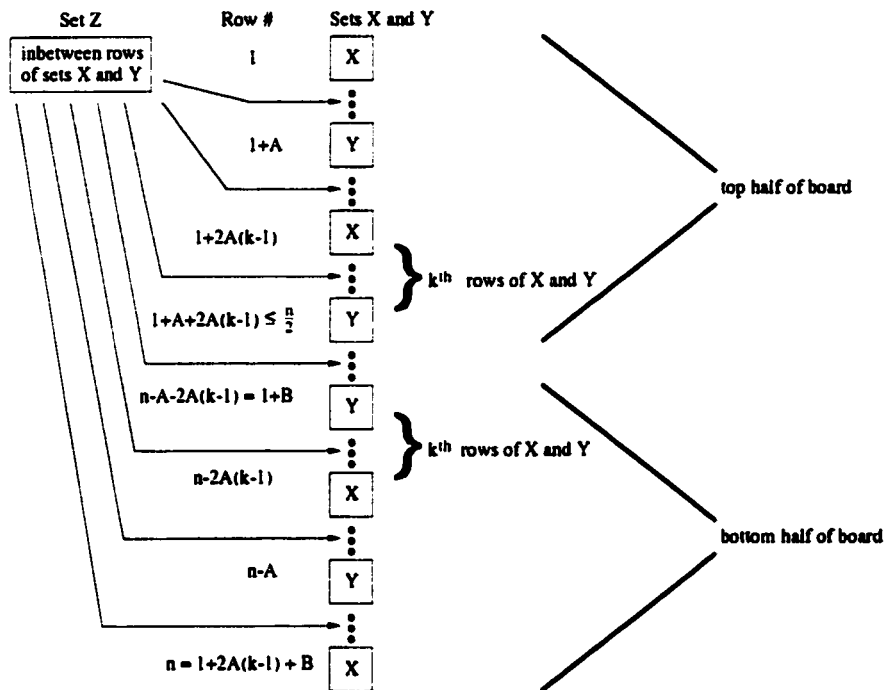 Set Z Row # Sets X and Y
inbetween rows
of sets X and Y
1 X
1+A Y
top half of board
1+2A(k-1) X
k^th rows of X and Y
1+A+2A(k-1) ≤ n/2 Y
n-A-2A(k-1) = 1+B Y
k^th rows of X and Y
n-2A(k-1) X
bottom half of board
n-A Y
n = 1+2A(k-1) + B X